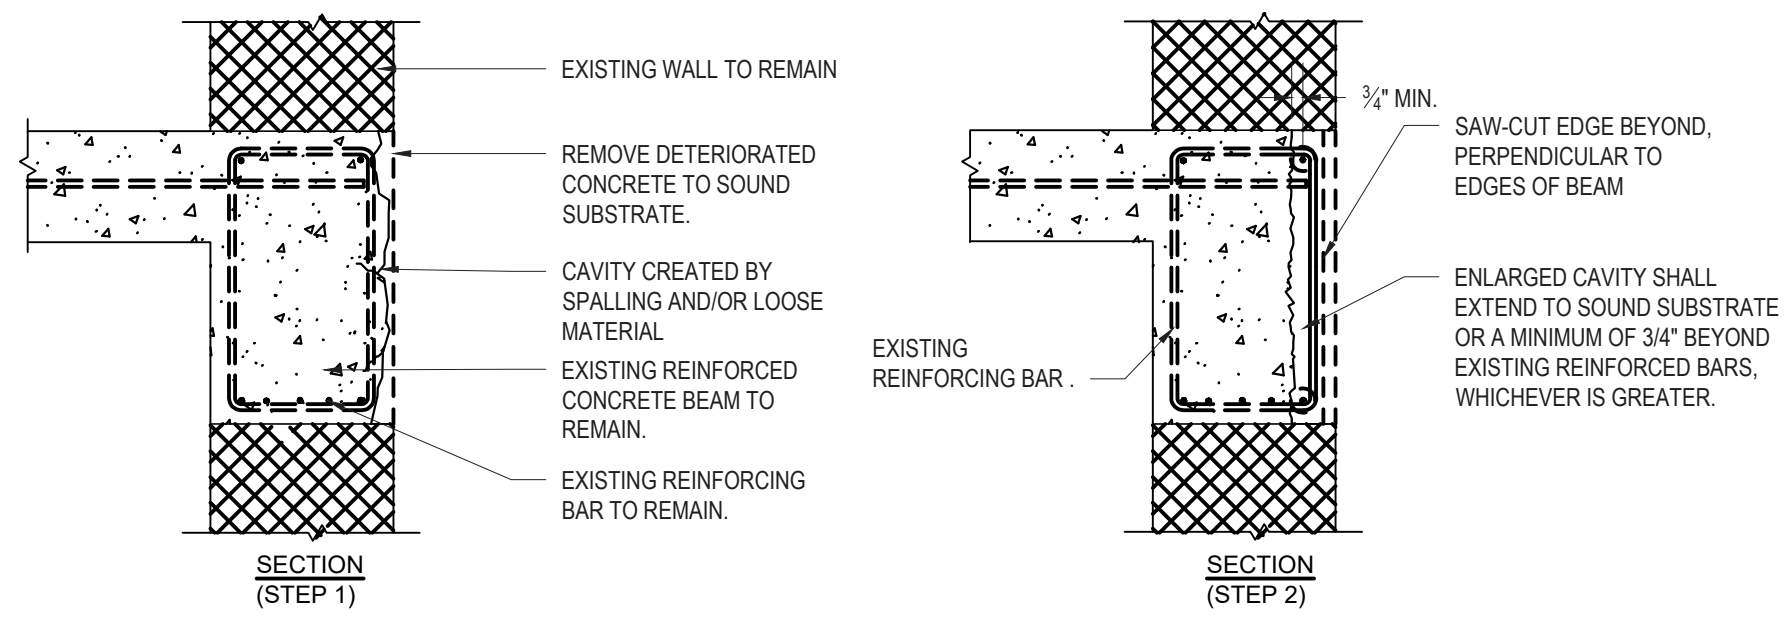 EXISTING WALL TO REMAIN
REMOVE DETERIORATED
CONCRETE TO SOUND
SUBSTRATE.
CAVITY CREATED BY
SPALLING AND/OR LOOSE
MATERIAL
EXISTING REINFORCED
CONCRETE BEAM TO
REMAIN.
EXISTING REINFORCING
BAR TO REMAIN.
SECTION
(STEP 1)
3/4" MIN.
SAW-CUT EDGE BEYOND,
PERPENDICULAR TO
EDGES OF BEAM
ENLARGED CAVITY SHALL
EXTEND TO SOUND SUBSTRATE
OR A MINIMUM OF 3/4" BEYOND
EXISTING REINFORCED BARS,
WHICHEVER IS GREATER.
EXISTING
REINFORCING BAR .
SECTION
(STEP 2)